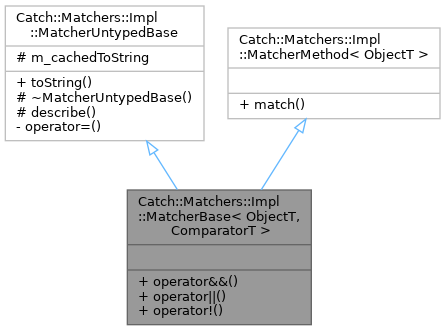 Catch::Matchers::Impl
::MatcherUntypedBase
# m_cachedToString
+ toString()
# ~MatcherUntypedBase()
# describe()
- operator=()
Catch::Matchers::Impl
::MatcherMethod< ObjectT >
+ match()
Catch::Matchers::Impl
::MatcherBase< ObjectT,
ComparatorT >
+ operator&&()
+ operator||()
+ operator!()